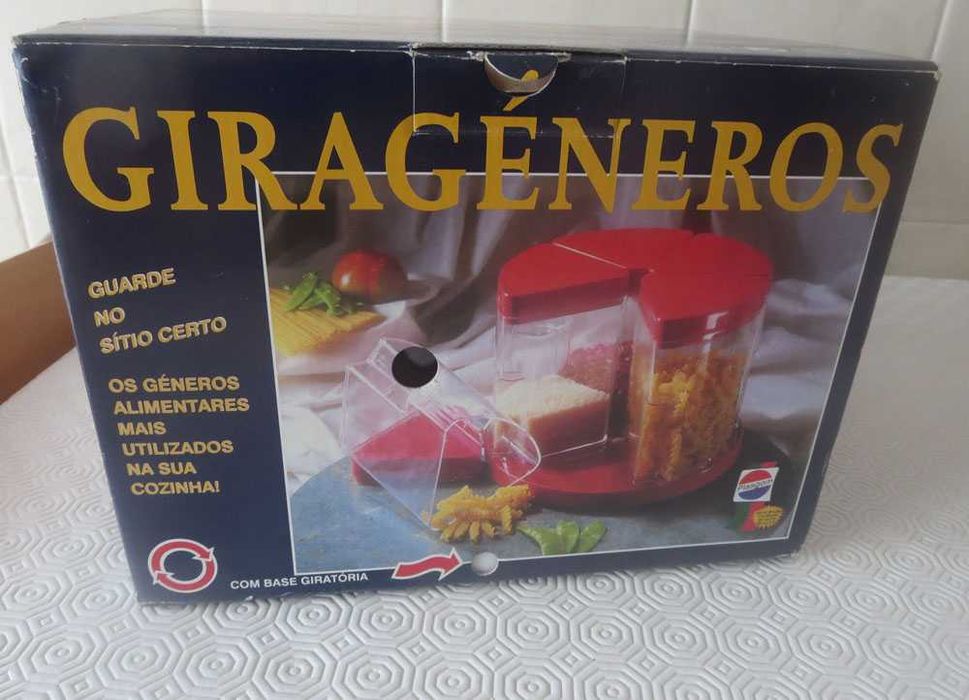 GIRAGÉNEROS
GUARDE
NO
SÍTIO CERTO
OS GÉNEROS
ALIMENTARES
MAIS
UTILIZADOS
NA SUA
COZINHA!
COM BASE GIRATÓRIA